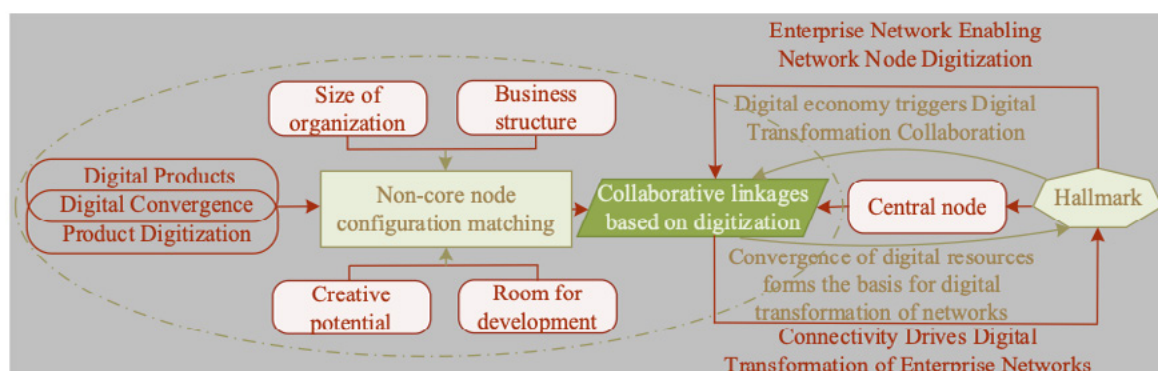 Enterprise Network Enabling
Network Node Digitization
Size of
organization
Business
structure
Digital economy triggers Digital
Transformation Collaboration
Digital Products
Digital Convergence
Product Digitization
Non-core node
configuration matching
Collaborative linkages
based on digitization
Central node
Hallmark
Creative
potential
Room for
development
Convergence of digital resources
forms the basis for digital
transformation of networks
Connectivity Drives Digital
Transformation of Enterprise Networks